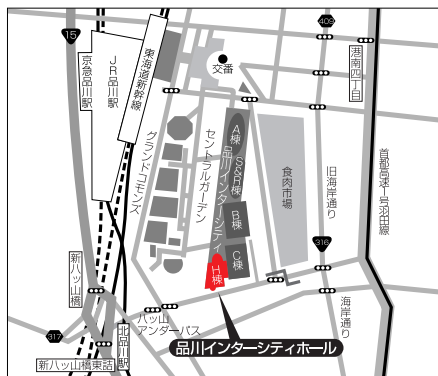 15
409
京急品川駅
JR品川駅
東海道新幹線
交番
港南四丁目
グランドコモンズ
セントラルガーデン
品川インターシティ
A棟
S&R棟
B棟
C棟
H棟
食肉市場
旧海岸通り
首都高速1号羽田線
316
海岸通り
新八ッ山橋
八ッ山
アンダーパス
317
北品川駅
新八ッ山橋東詰
品川インターシティホール